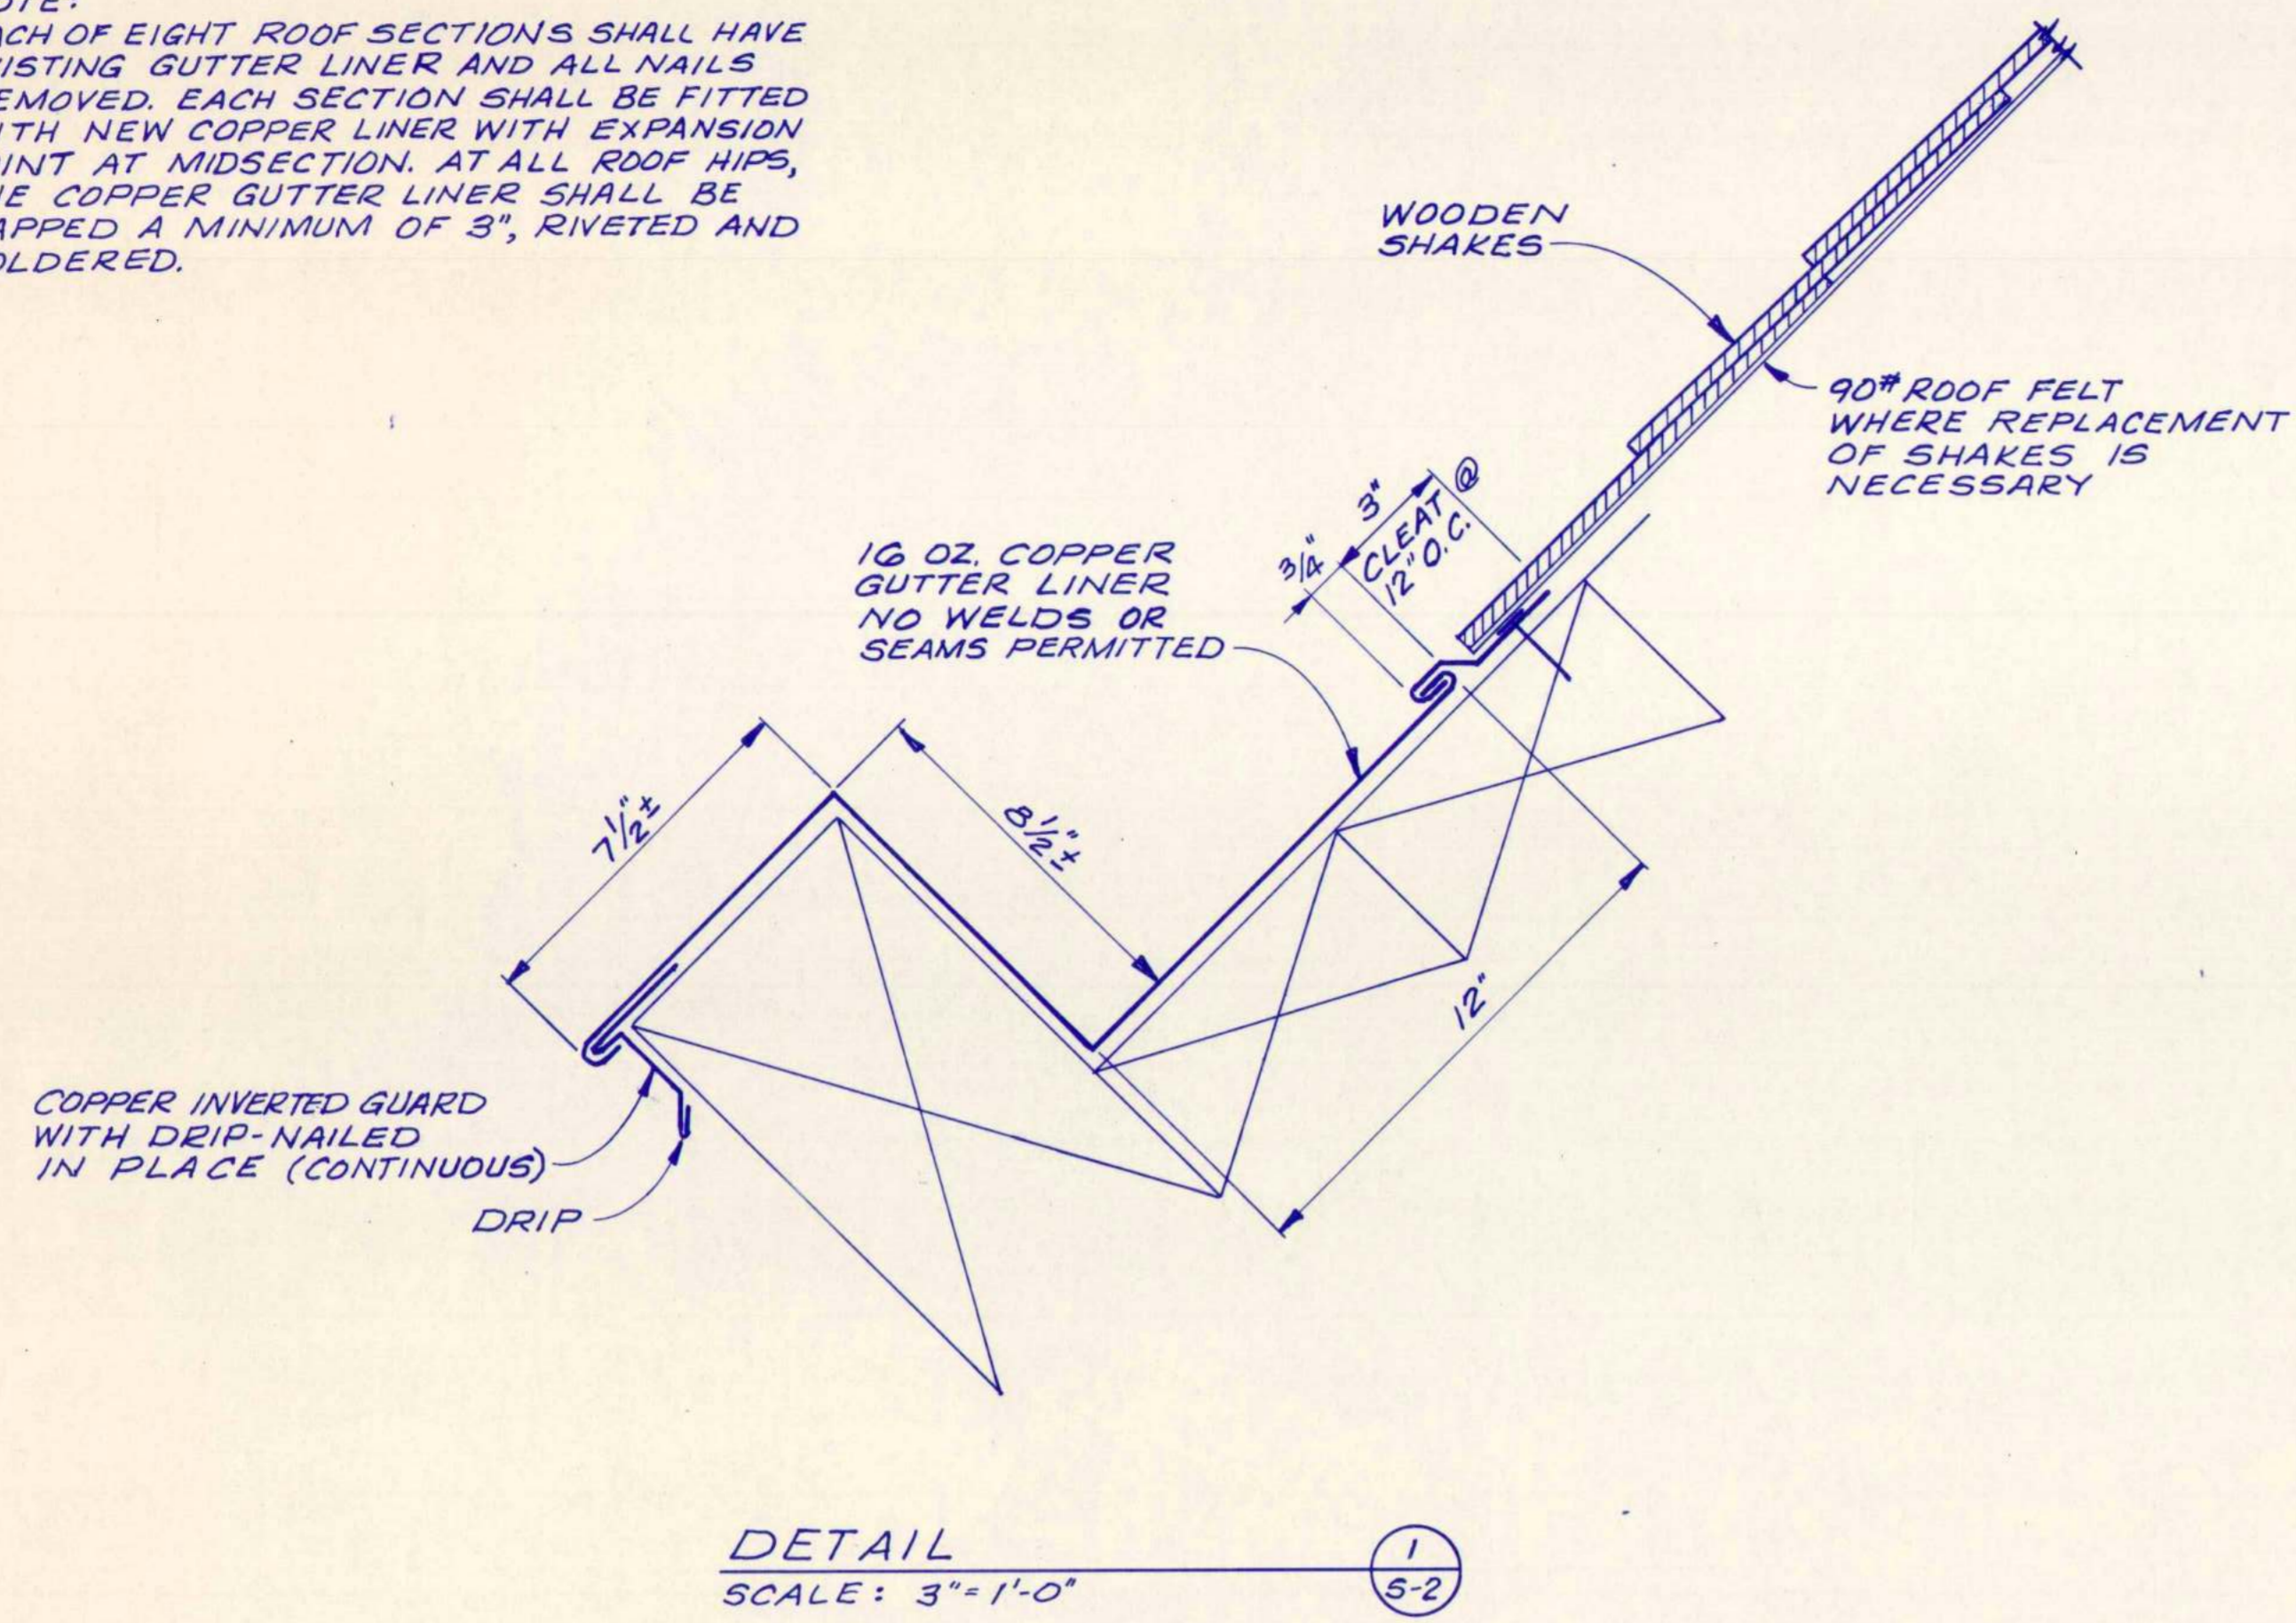 OTE:
ACH OF EIGHT ROOF SECTIONS SHALL HAVE
ISTING GUTTER LINER AND ALL NAILS
EMOVED. EACH SECTION SHALL BE FITTED
ITH NEW COPPER LINER WITH EXPANSION
INT AT MIDSECTION. AT ALL ROOF HIPS,
E COPPER GUTTER LINER SHALL BE
APPED A MINIMUM OF 3", RIVETED AND
OLDERED.
WOODEN
SHAKES
90# ROOF FELT
WHERE REPLACEMENT
OF SHAKES IS
NECESSARY
3/4"
3"
CLEAT @
12" O.C.
16 OZ. COPPER
GUTTER LINER
NO WELDS OR
SEAMS PERMITTED
7 1/2" ±
8 1/2" ±
12"
COPPER INVERTED GUARD
WITH DRIP-NAILED
IN PLACE (CONTINUOUS)
DRIP
DETAIL
SCALE: 3" = 1'-0"
1
S-2